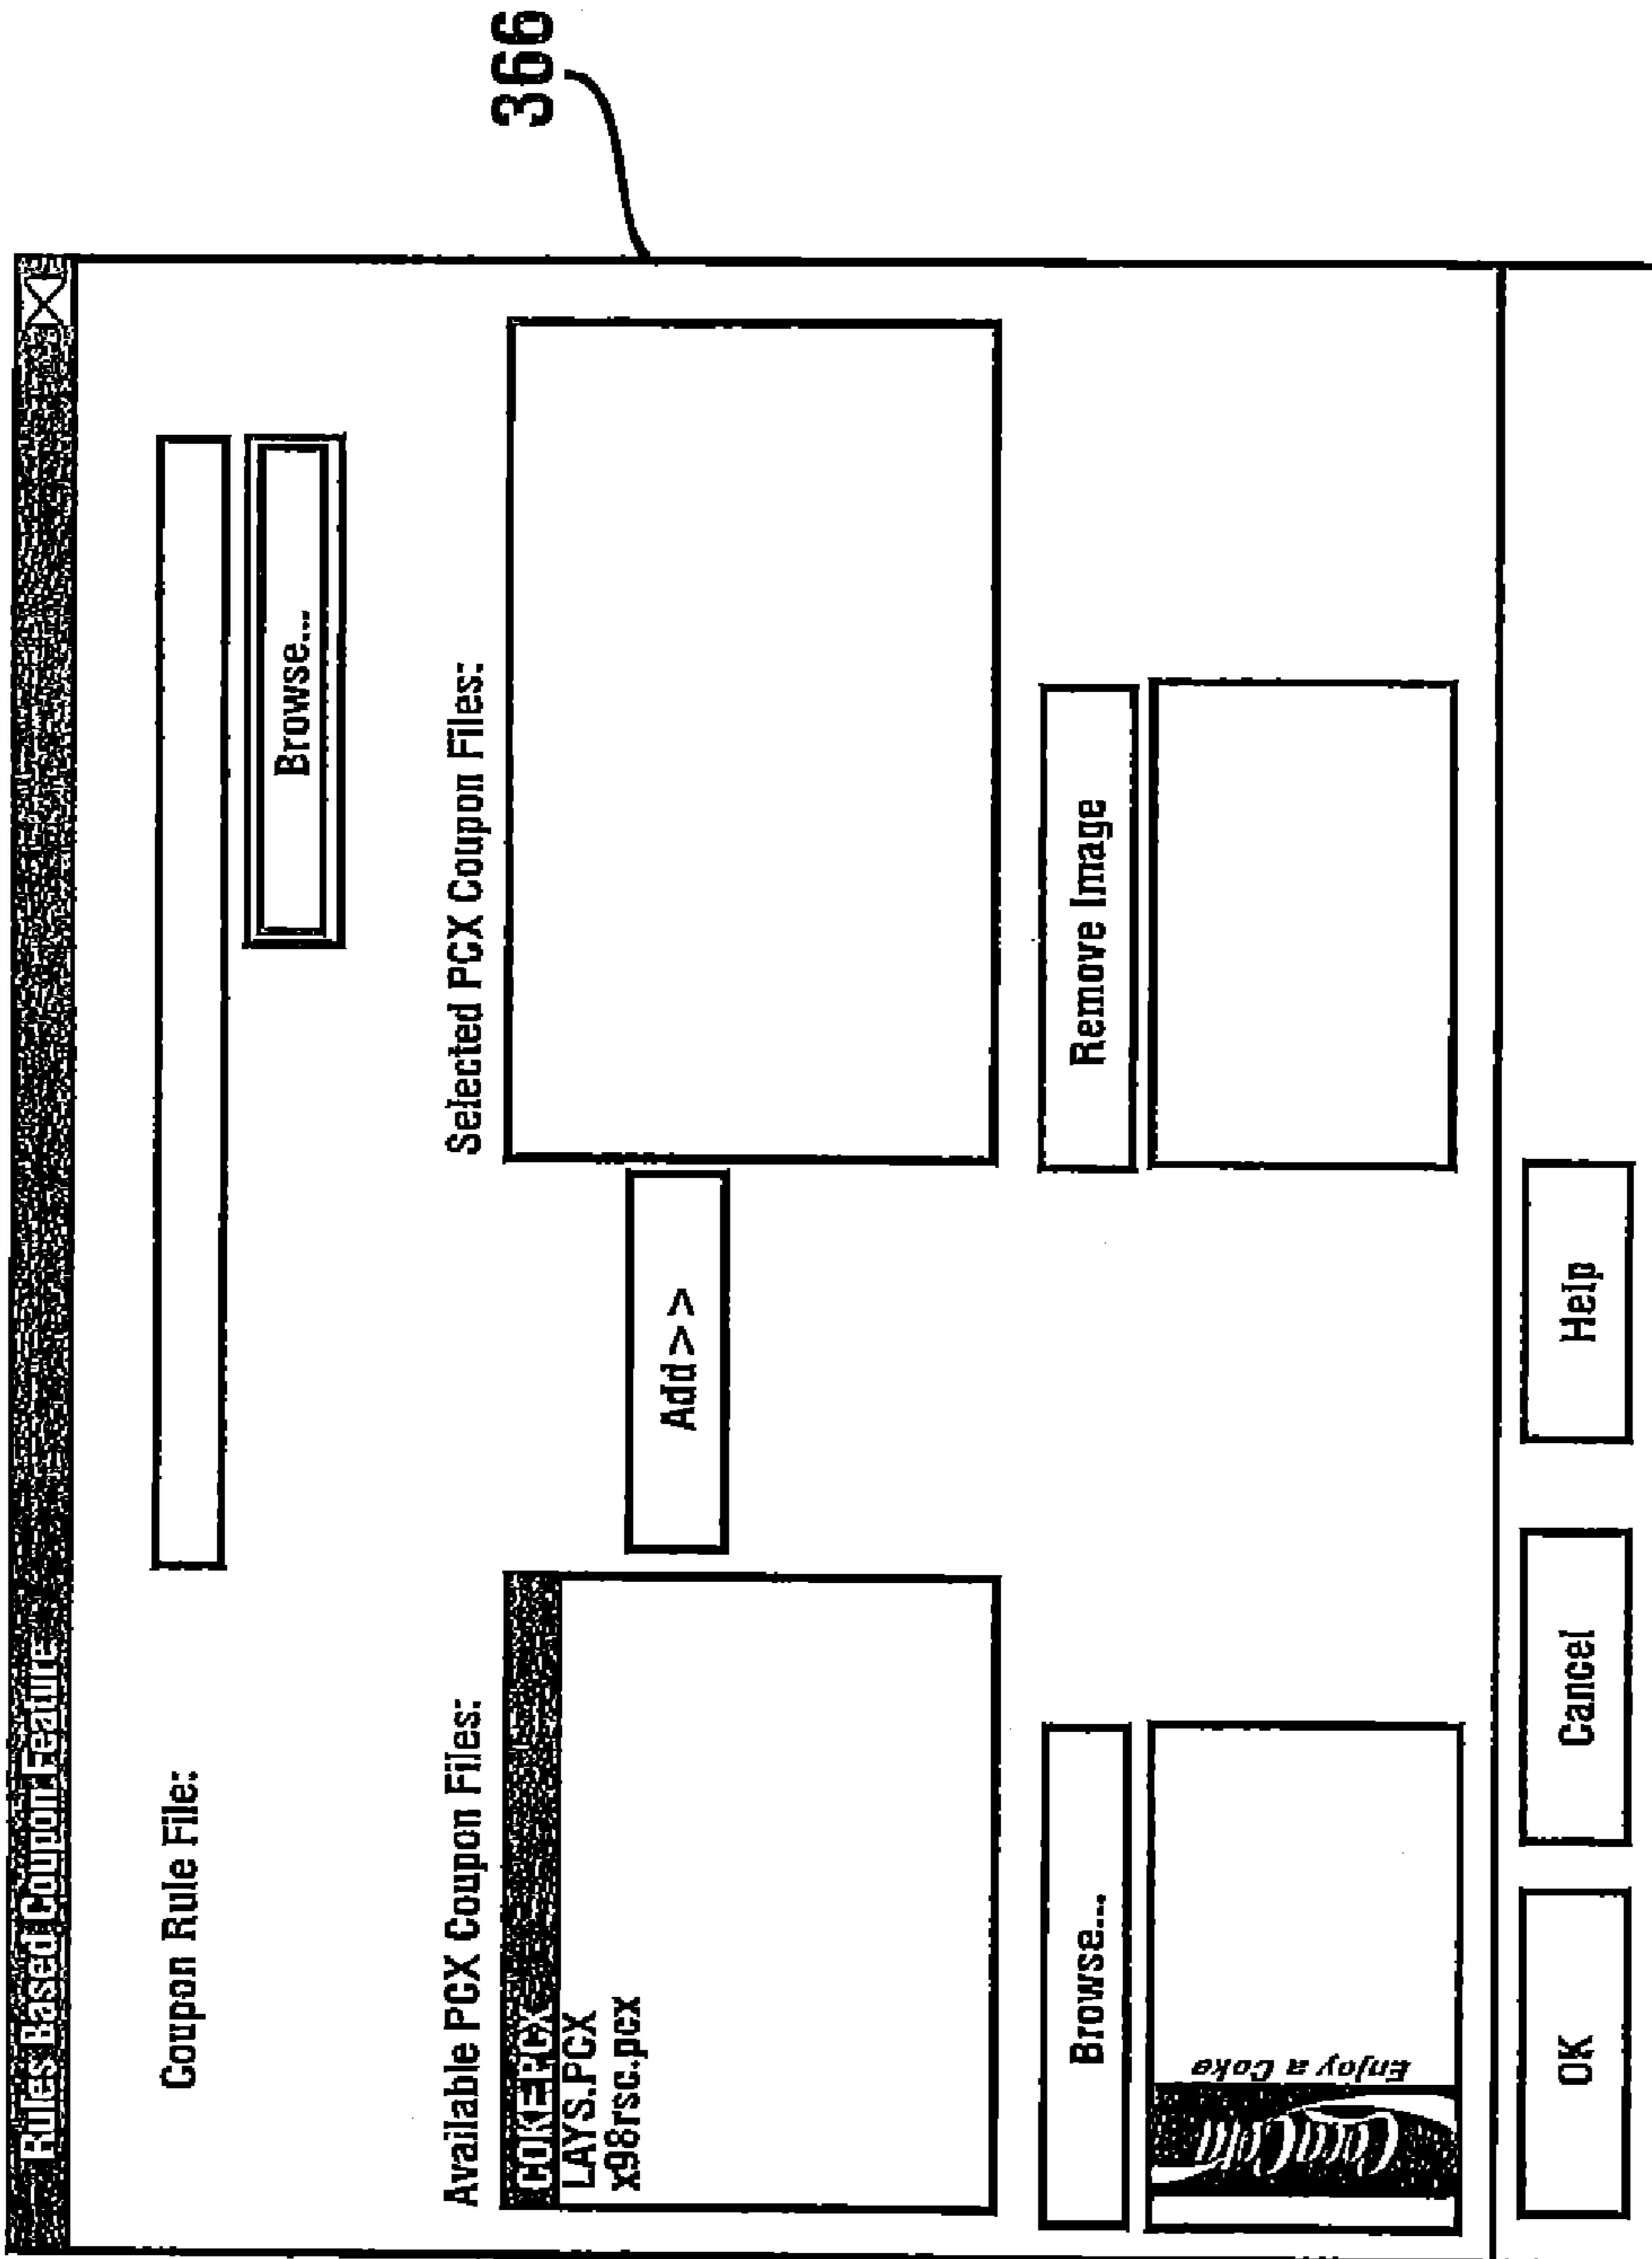 Rules Based Coupon Feature
Coupon Rule File:
Browse...
Available PCX Coupon Files:
Selected PCX Coupon Files:
COKE.PCX
LAYS.PCX
x98rsc.pcx
Add>>
Browse...
Remove Image
Enjoy a Coke
OK
Cancel
Help
366